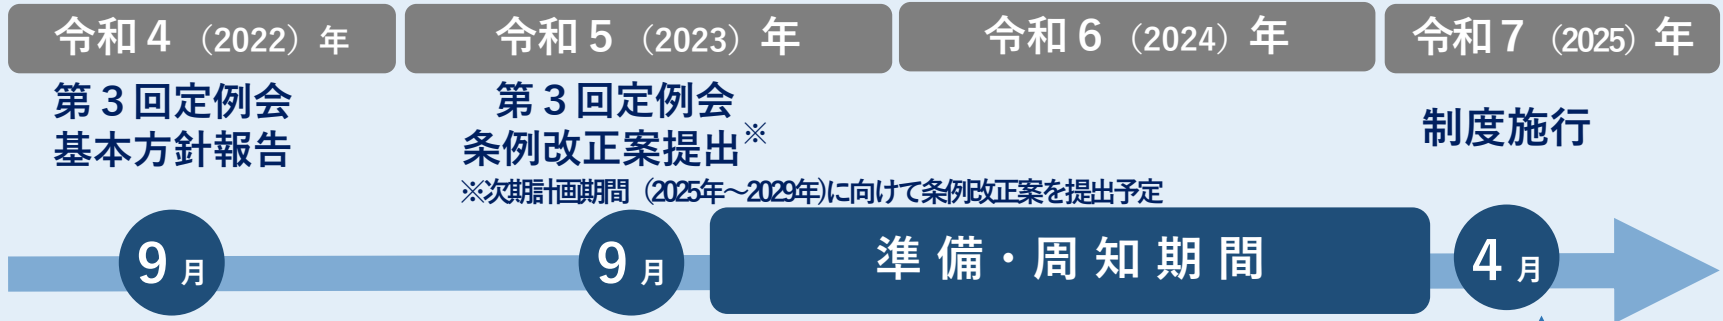 令和４（2022）年
令和５（2023）年
令和６（2024）年
令和７（2025）年
第３回定例会
基本方針報告
第３回定例会
条例改正案提出※
※次期計画期間（2025年～2029年)に向けて条例改正案を提出予定
制度施行
9月
9月
準備・周知期間
4月